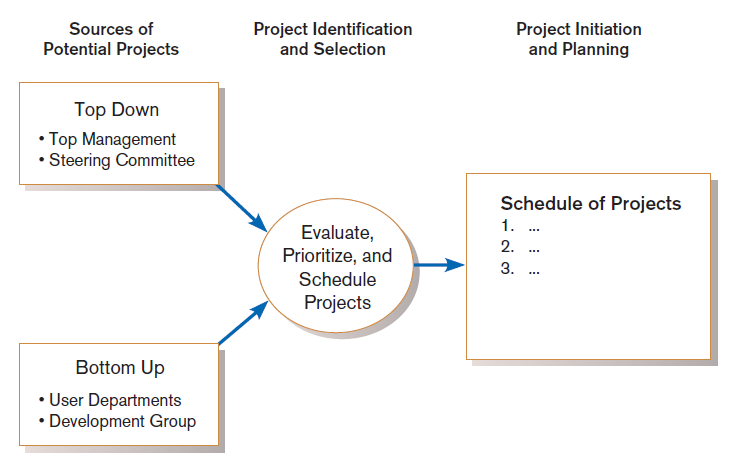 Sources of
Potential Projects
Project Identification
and Selection
Project Initiation
and Planning
Top Down
• Top Management
• Steering Committee
Evaluate,
Prioritize, and
Schedule
Projects
Schedule of Projects
1. ...
2. ...
3. ...
Bottom Up
• User Departments
• Development Group